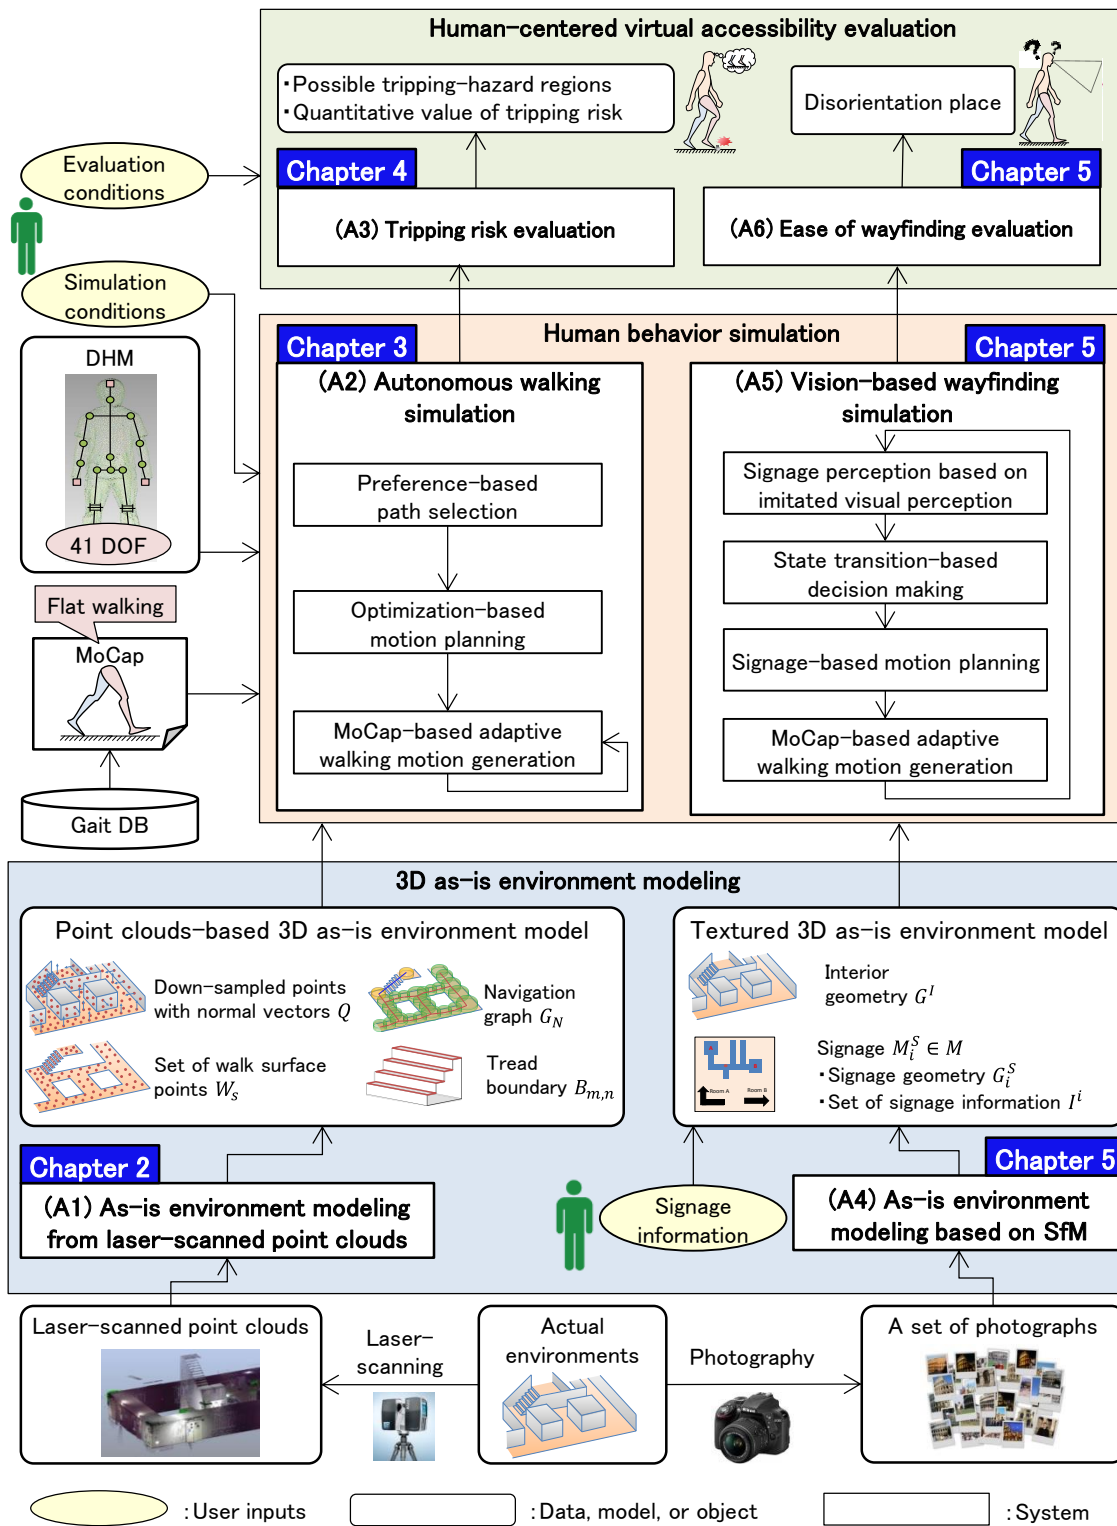 Human-centered virtual accessibility evaluation
・Possible tripping-hazard regions
・Quantitative value of tripping risk
Disorientation place
? ?
Evaluation
conditions
Chapter 4
(A3) Tripping risk evaluation
Chapter 5
(A6) Ease of wayfinding evaluation
Simulation
conditions
Human behavior simulation
DHM
41 DOF
Flat walking
MoCap
Gait DB
Chapter 3
(A2) Autonomous walking
simulation
Preference-based
path selection
Optimization-based
motion planning
MoCap-based adaptive
walking motion generation
Chapter 5
(A5) Vision-based wayfinding
simulation
Signage perception based on
imitated visual perception
State transition-based
decision making
Signage-based motion planning
MoCap-based adaptive
walking motion generation
3D as-is environment modeling
Point clouds-based 3D as-is environment model
Down-sampled points
with normal vectors Q
Navigation
graph G_N
Set of walk surface
points W_s
Tread
boundary B_{m,n}
Textured 3D as-is environment model
Interior
geometry G^I
Room A
Room B
Signage M_i^S ∈ M
・Signage geometry G_i^S
・Set of signage information I^i
Chapter 2
(A1) As-is environment modeling
from laser-scanned point clouds
Signage
information
Chapter 5
(A4) As-is environment
modeling based on SfM
Laser-scanned point clouds
Laser-
scanning
Actual
environments
Photography
A set of photographs
:User inputs
:Data, model, or object
:System